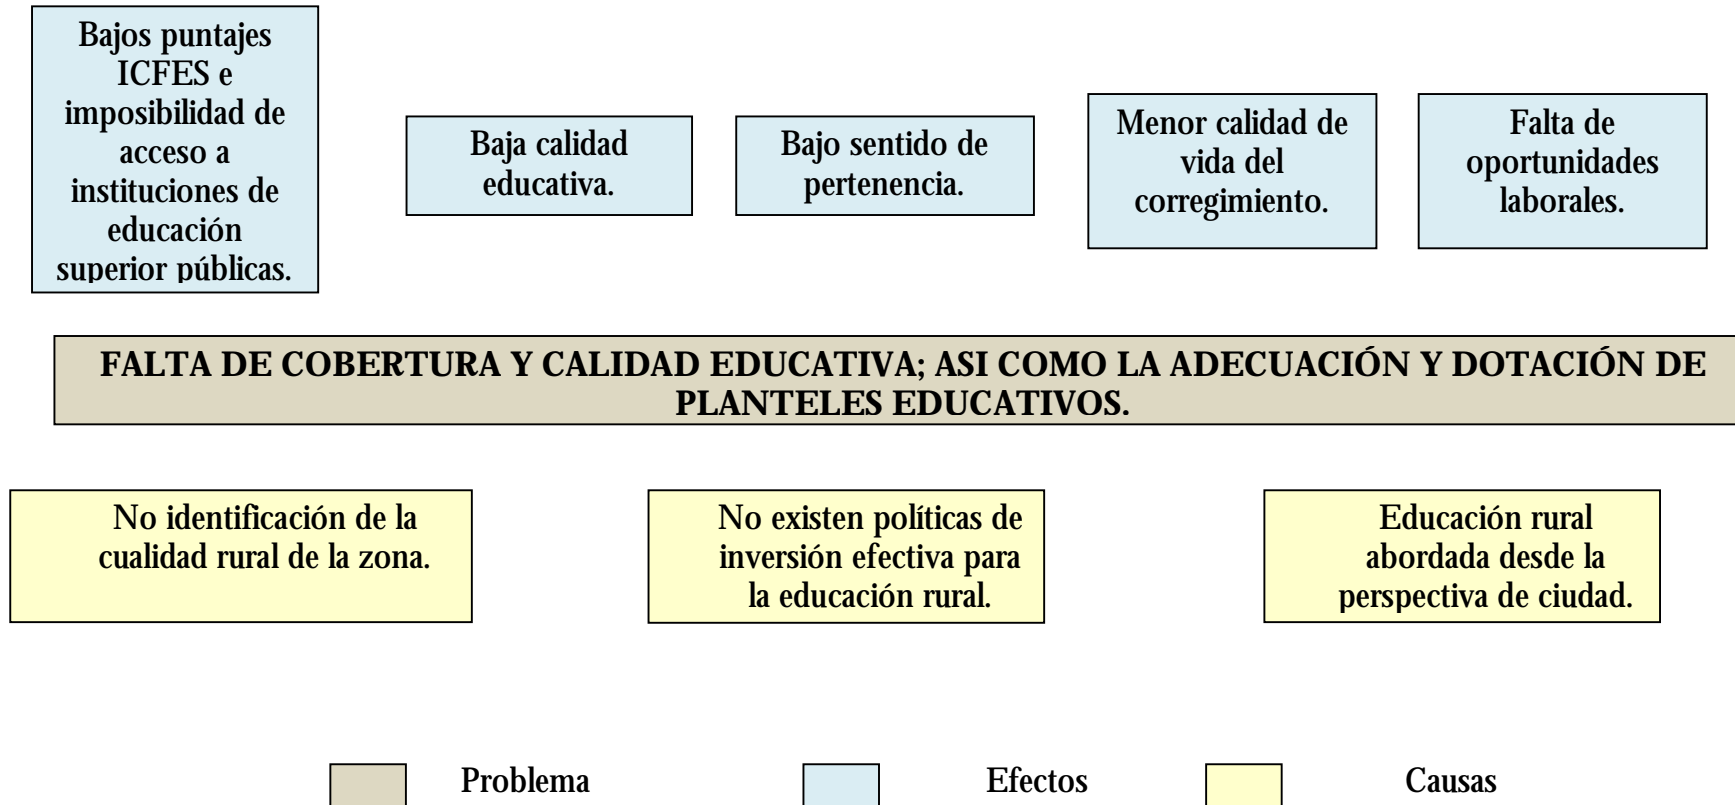 Bajos puntajes
ICFES e
imposibilidad de
acceso a
instituciones de
educación
superior públicas.
Baja calidad
educativa.
Bajo sentido de
pertenencia.
Menor calidad de
vida del
corregimiento.
Falta de
oportunidades
laborales.
FALTA DE COBERTURA Y CALIDAD EDUCATIVA; ASI COMO LA ADECUACIÓN Y DOTACIÓN DE
PLANTELES EDUCATIVOS.
No identificación de la
cualidad rural de la zona.
No existen políticas de
inversión efectiva para
la educación rural.
Educación rural
abordada desde la
perspectiva de ciudad.
Problema
Efectos
Causas